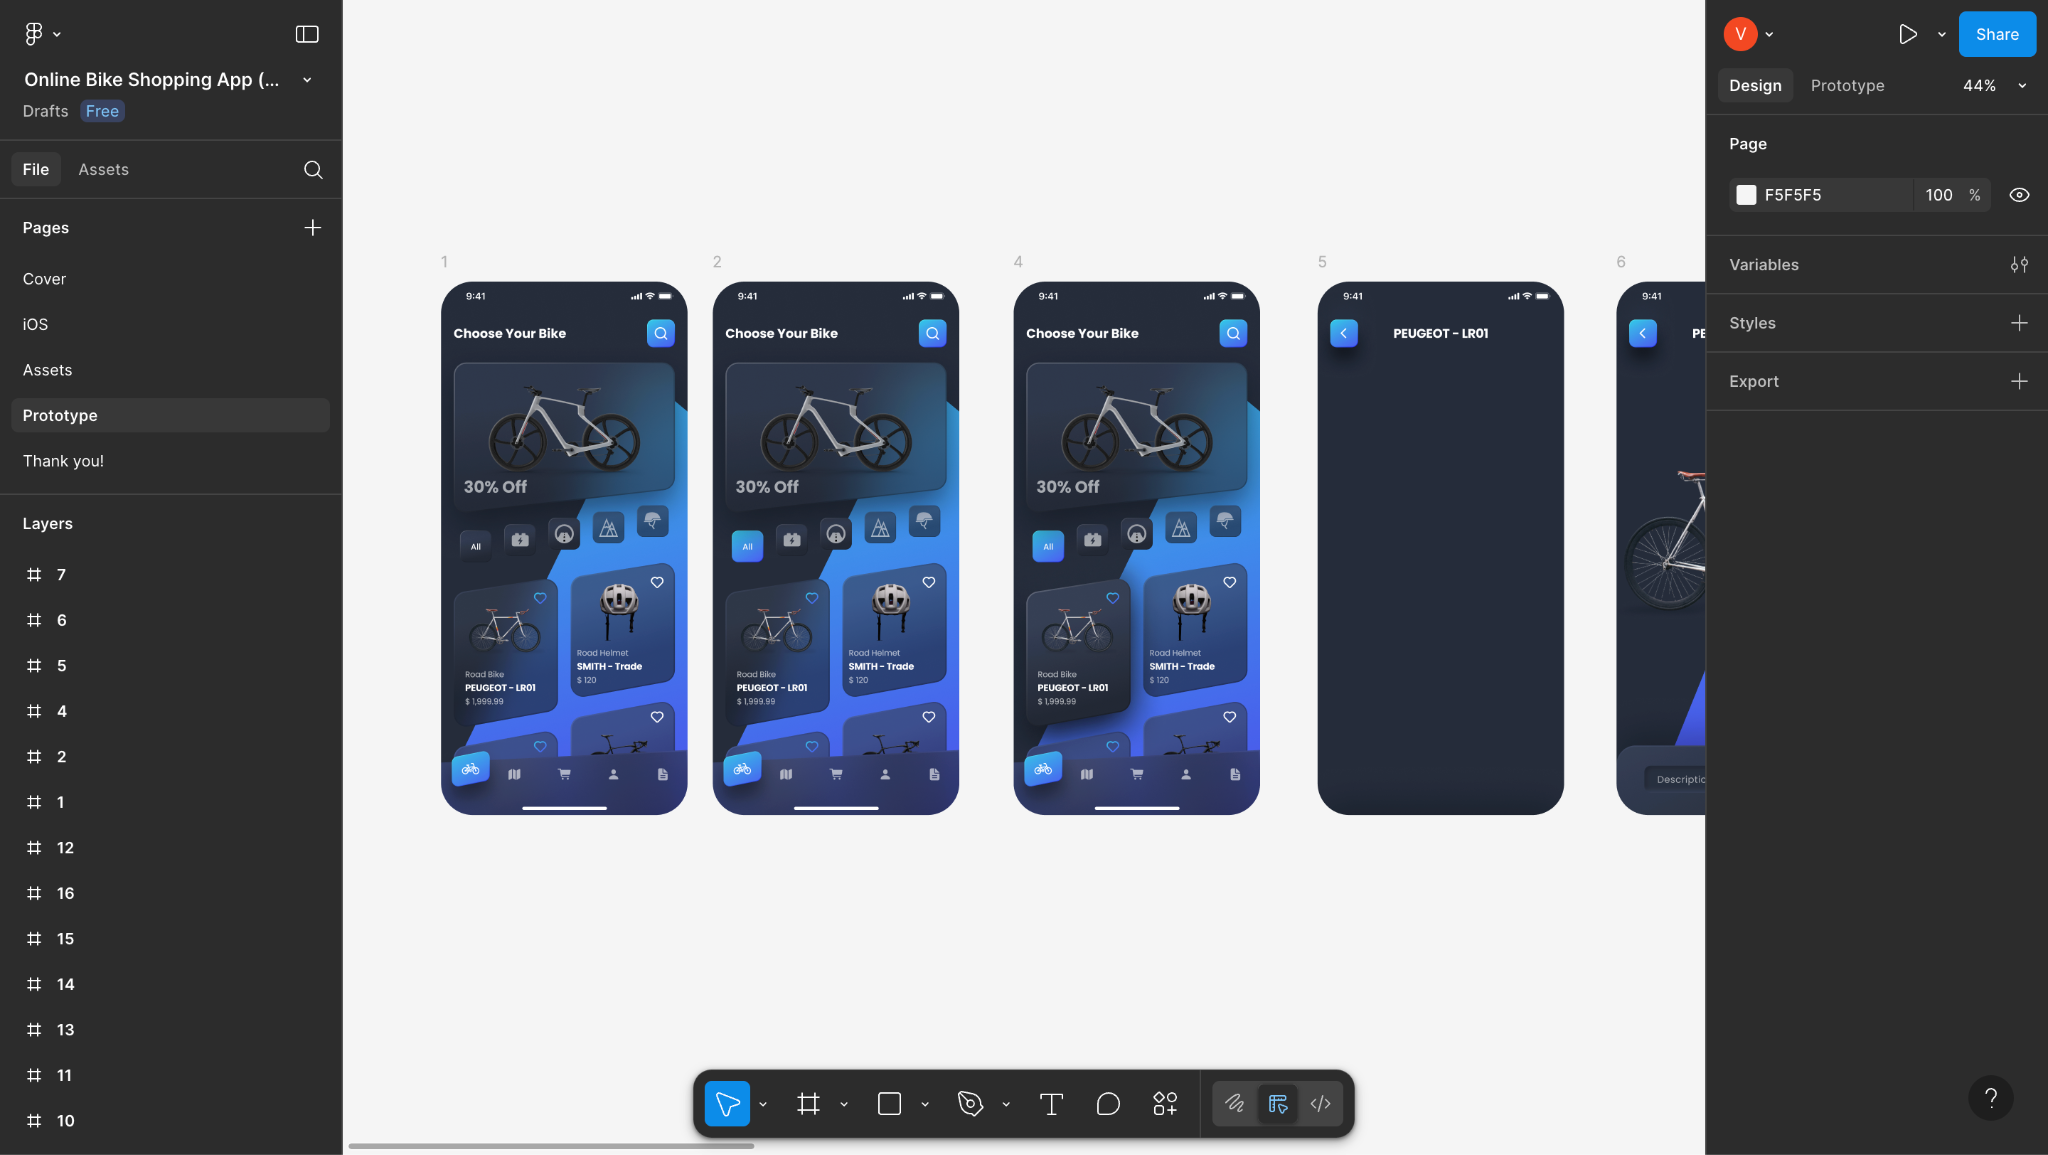 Online Bike Shopping App (...
Drafts Free
File Assets
Pages
Cover
iOS
Assets
Prototype
Thank you!
Layers
7
6
5
4
2
1
12
16
15
14
13
11
10
1
9:41
Choose Your Bike
30% Off
All
Road Bike
PEUGEOT - LR01
$ 1,999.99
Road Helmet
SMITH - Trade
$ 120
2
9:41
Choose Your Bike
30% Off
All
Road Bike
PEUGEOT - LR01
$ 1,999.99
Road Helmet
SMITH - Trade
$ 120
4
9:41
Choose Your Bike
30% Off
All
Road Bike
PEUGEOT - LR01
$ 1,999.99
Road Helmet
SMITH - Trade
$ 120
5
9:41
PEUGEOT - LR01
6
9:41
PE
Descriptio
V
Share
Design Prototype 44%
Page
F5F5F5 100 %
Variables
Styles
Export
?